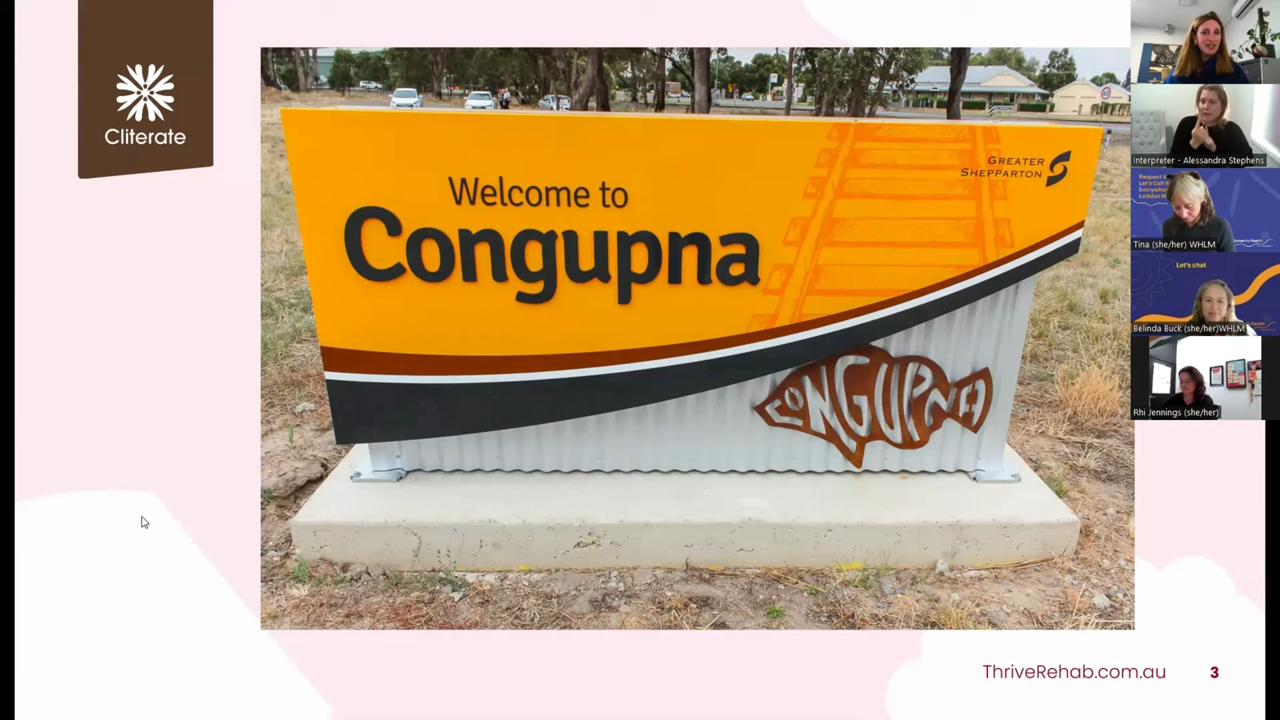 Cliterate
Welcome to
Congupna
GREATER
SHEPPARTON
CONGUPNA
Interpreter - Alessandra Stephens
Tina (she/her) WHLM
Let's chat
Belinda Buck (she/her)WHLM
Rhi Jennings (she/her)
ThriveRehab.com.au
3